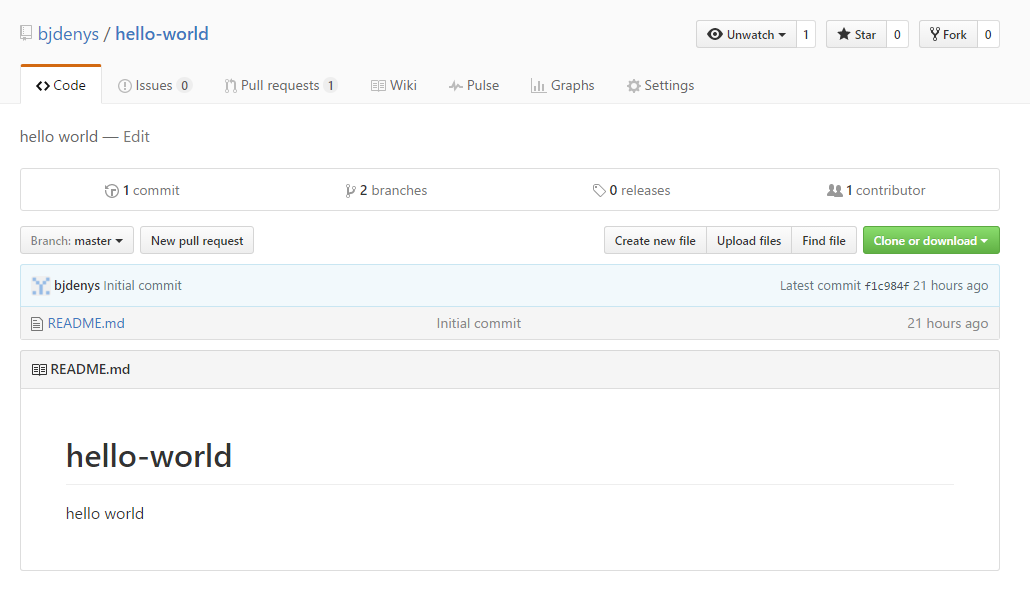 bjdenys / hello-world Unwatch 1 Star 0 Fork 0
Code Issues 0 Pull requests 1 Wiki Pulse Graphs Settings
hello world — Edit
1 commit 2 branches 0 releases 1 contributor
Branch: master New pull request Create new file Upload files Find file Clone or download
bjdenys Initial commit Latest commit f1c984f 21 hours ago
README.md Initial commit 21 hours ago
README.md
hello-world
hello world